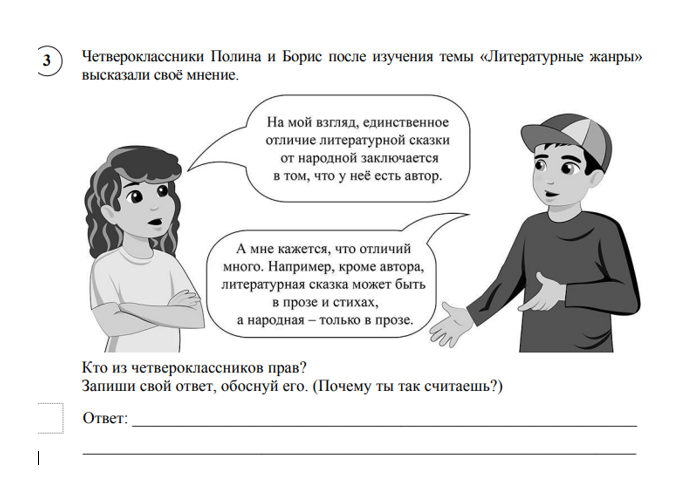 3
Четвероклассники Полина и Борис после изучения темы «Литературные жанры»
высказали своё мнение.
На мой взгляд, единственное
отличие литературной сказки
от народной заключается
в том, что у неё есть автор.
А мне кажется, что отличий
много. Например, кроме автора,
литературная сказка может быть
в прозе и стихах,
а народная – только в прозе.
Кто из четвероклассников прав?
Запиши свой ответ, обоснуй его. (Почему ты так считаешь?)
Ответ: